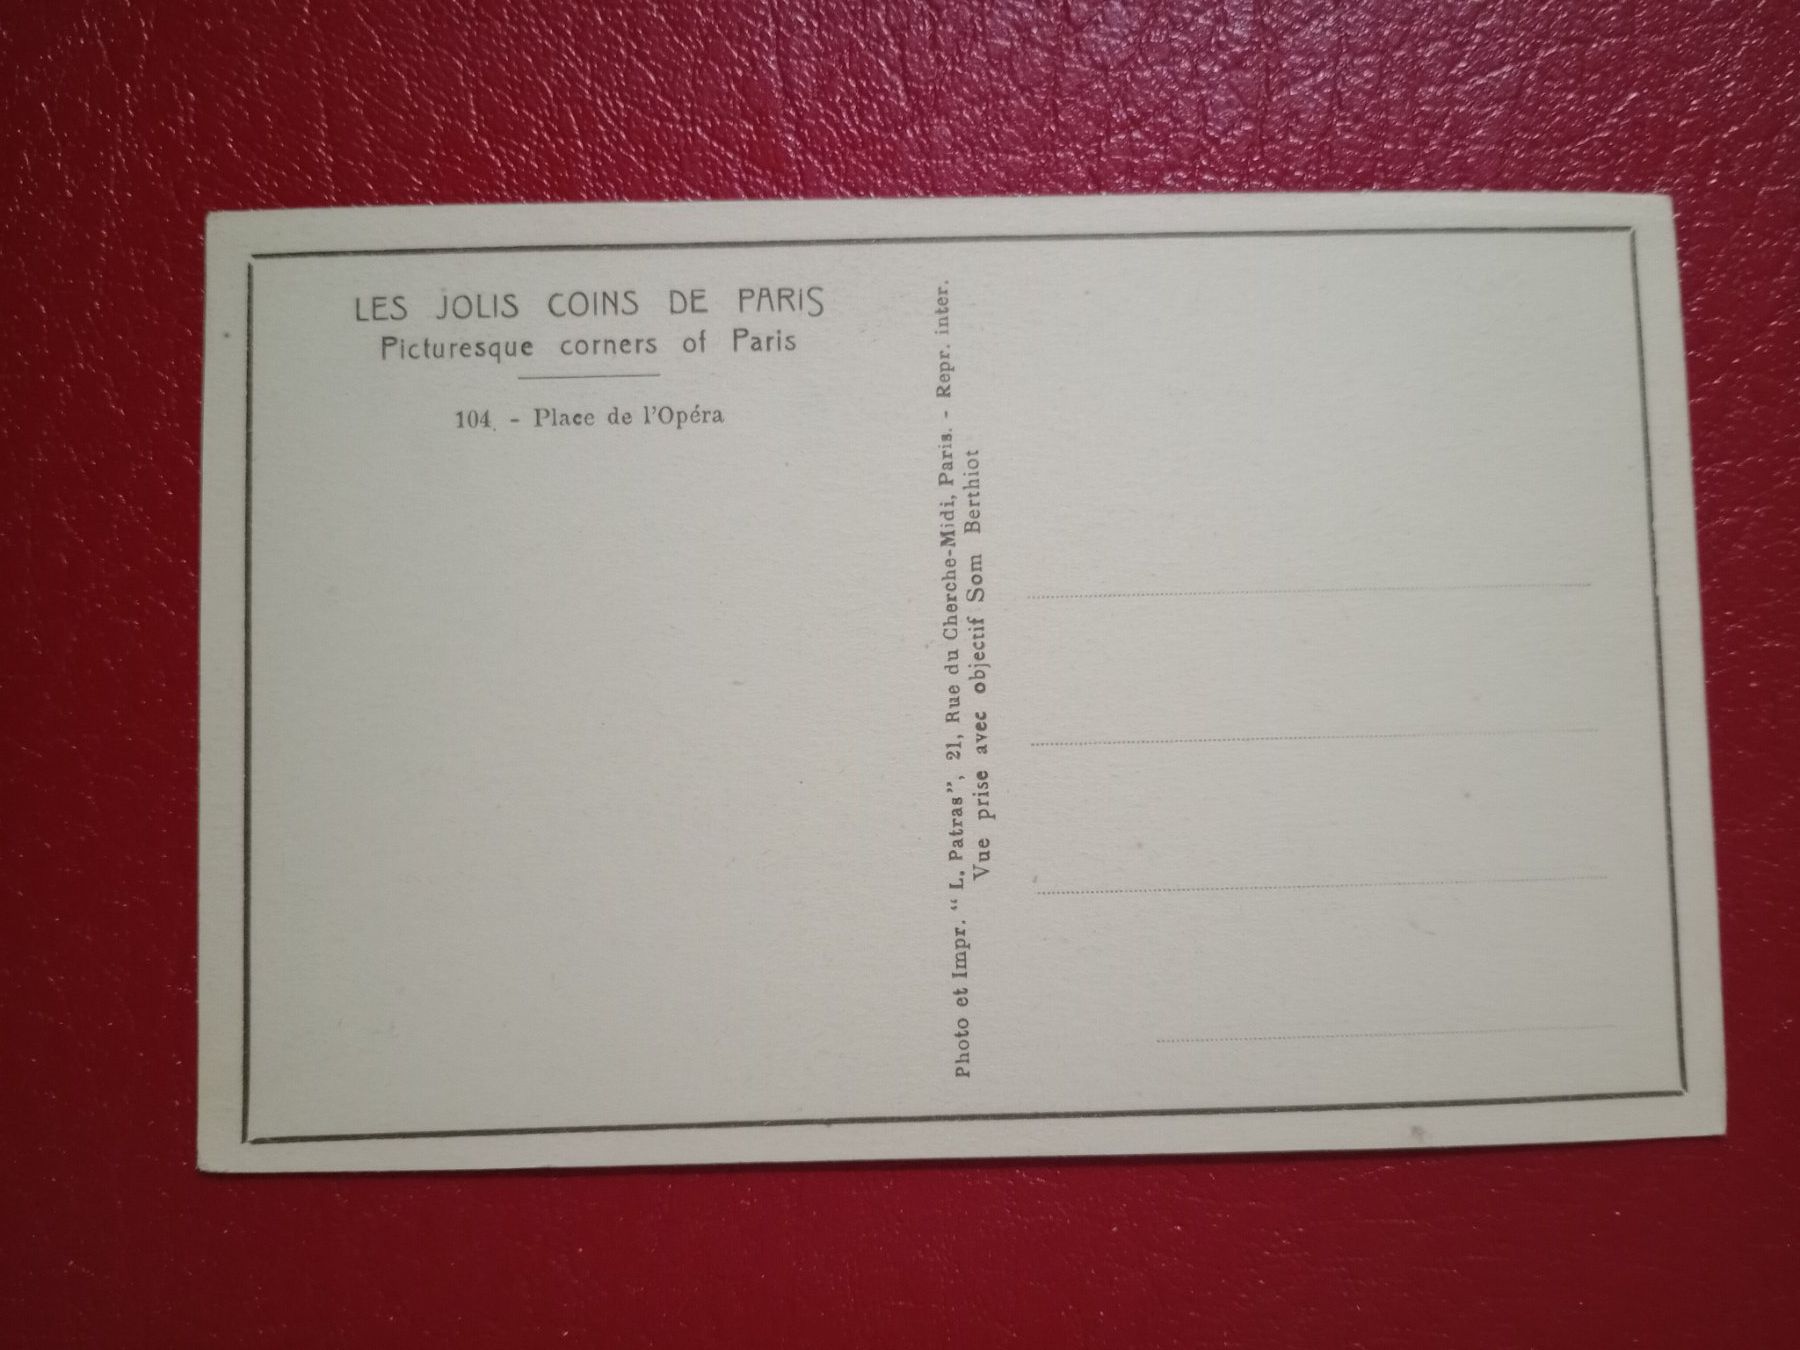 LES JOLIS COINS DE PARIS
Picturesque corners of Paris
104. - Place de l'Opéra
Photo et Impr. “ L. Patras”, 21, Rue du Cherche-Midi, Paris. - Repr. inter.
Vue prise avec objectif Som Berthiot